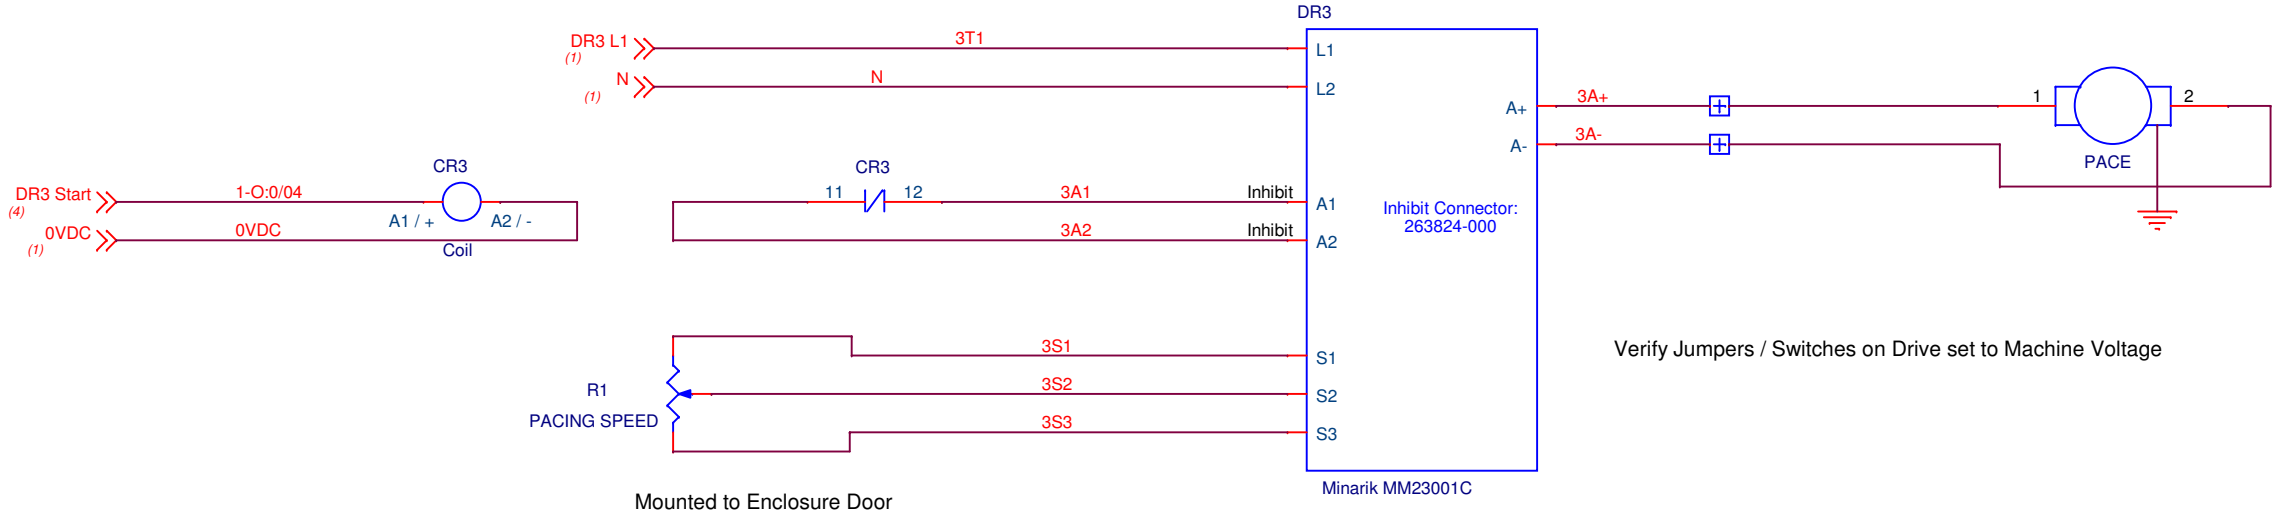 DR3
DR3 L1
(1)
3T1
L1
N
(1)
N
L2
A+
3A+
A-
3A-
1
2
PACE
CR3
DR3 Start
(4)
1-O:0/04
A1 / +
A2 / -
0VDC
(1)
0VDC
Coil
CR3
11
12
3A1
Inhibit
A1
3A2
Inhibit
A2
Inhibit Connector:
263824-000
3S1
S1
R1
PACING SPEED
3S2
S2
3S3
S3
Verify Jumpers / Switches on Drive set to Machine Voltage
Minarik MM23001C
Mounted to Enclosure Door